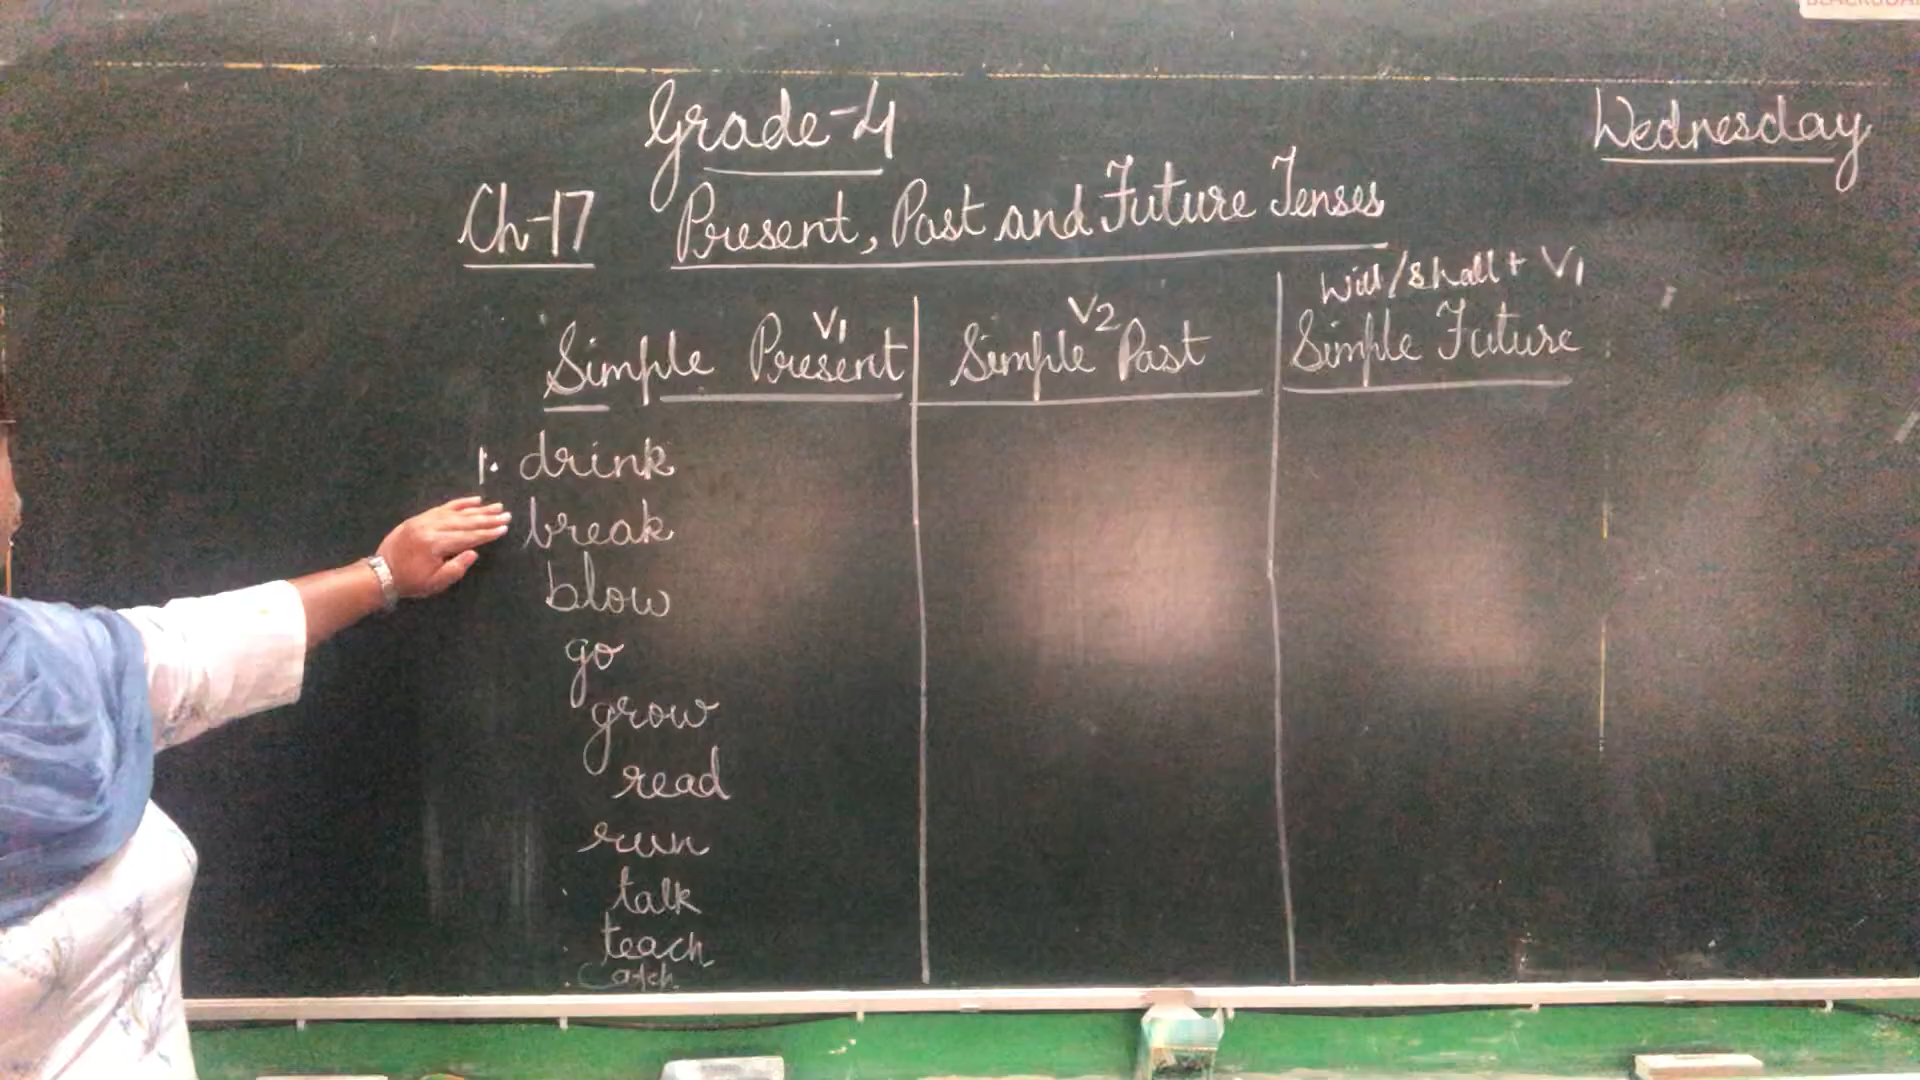 BLACKBOA
Grade-4
Wednesday
Ch-17 Present, Past and Future Tenses
V1 V2 Will/Shall + V1
Simple Present Simple Past Simple Future
1. drink
break
blow
go
grow
read
run
talk
teach
Catch